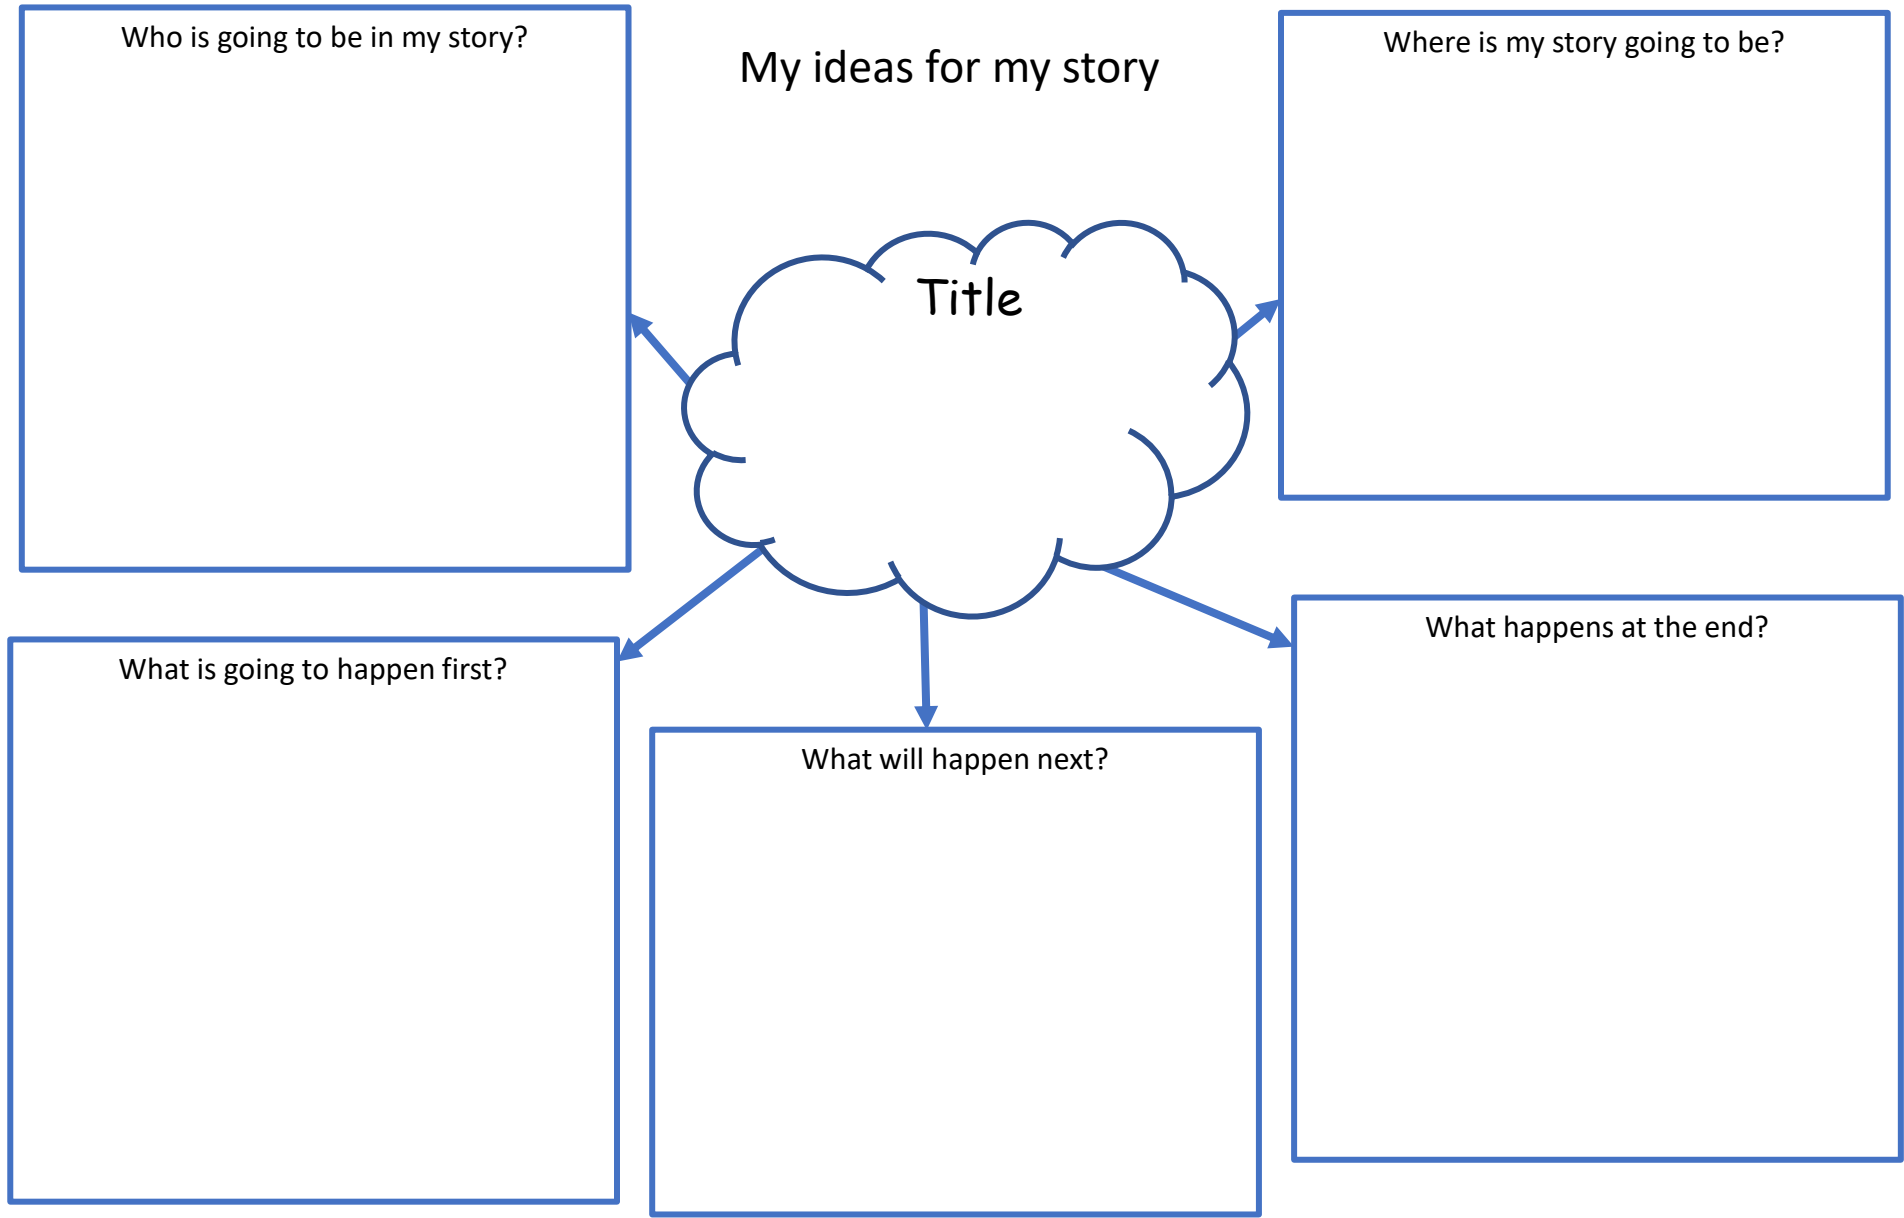 Who is going to be in my story?
My ideas for my story
Where is my story going to be?
Title
What is going to happen first?
What will happen next?
What happens at the end?